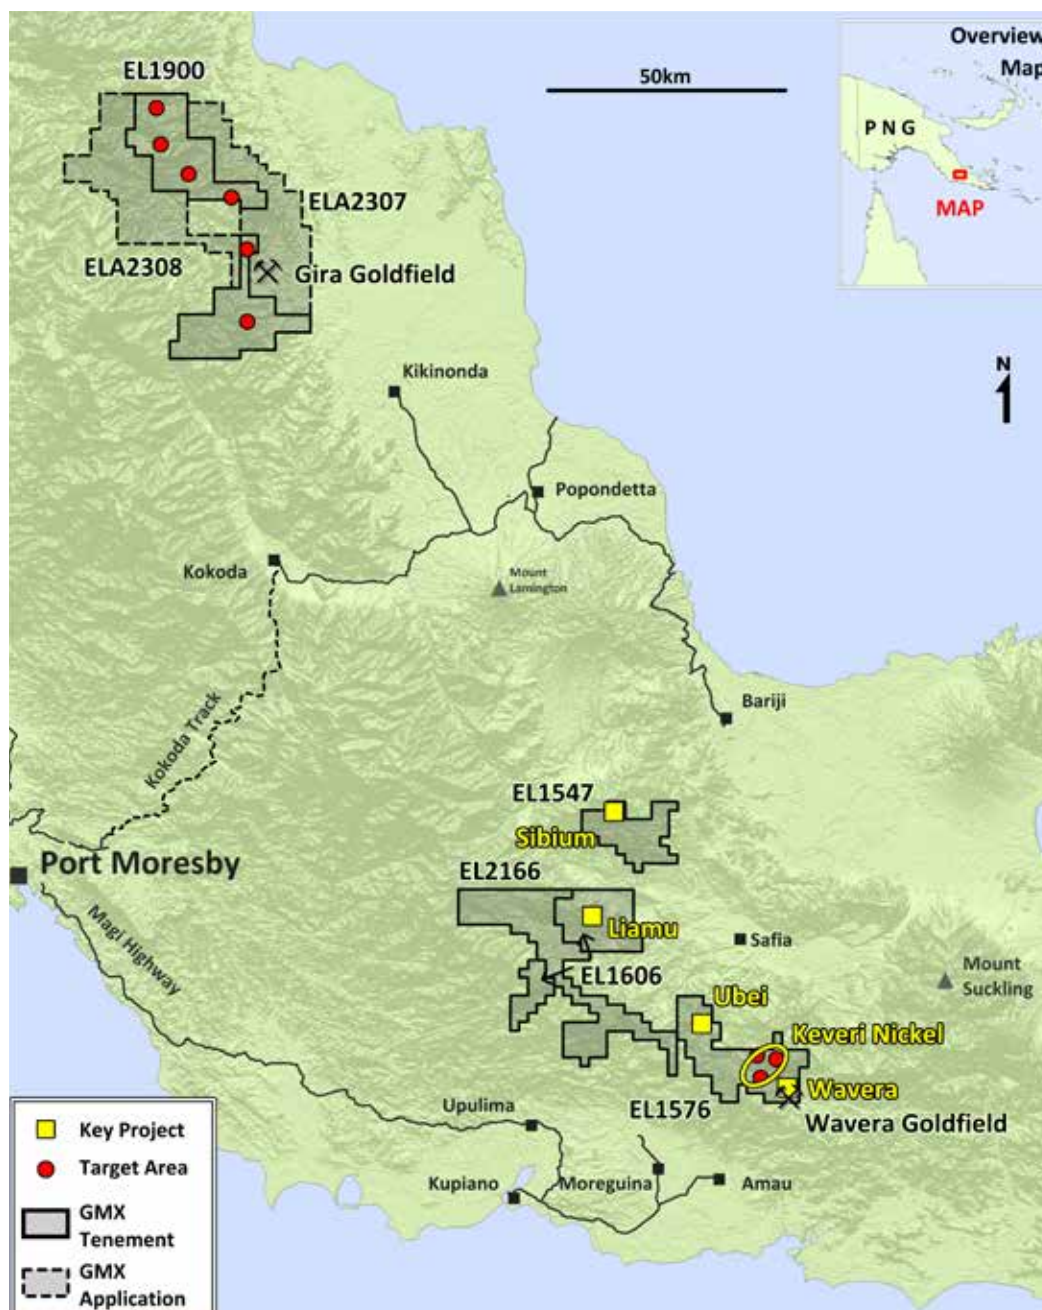 Overview
Map
EL1900
50km
P N G
MAP
ELA2307
ELA2308
Gira Goldfield
N
Kikinonda
Popondetta
Kokoda
Mount
Lamington
Kokoda Track
Bariji
EL1547
Sibium
Port Moresby
EL2166
Magi Highway
Liamu
Safia
EL1606
Mount
Suckling
Ubei
Keveri Nickel
Wavera
EL1576
Wavera Goldfield
Upulima
Kupiano
Moreguina
Amau
Key Project
Target Area
GMX
Tenement
GMX
Application